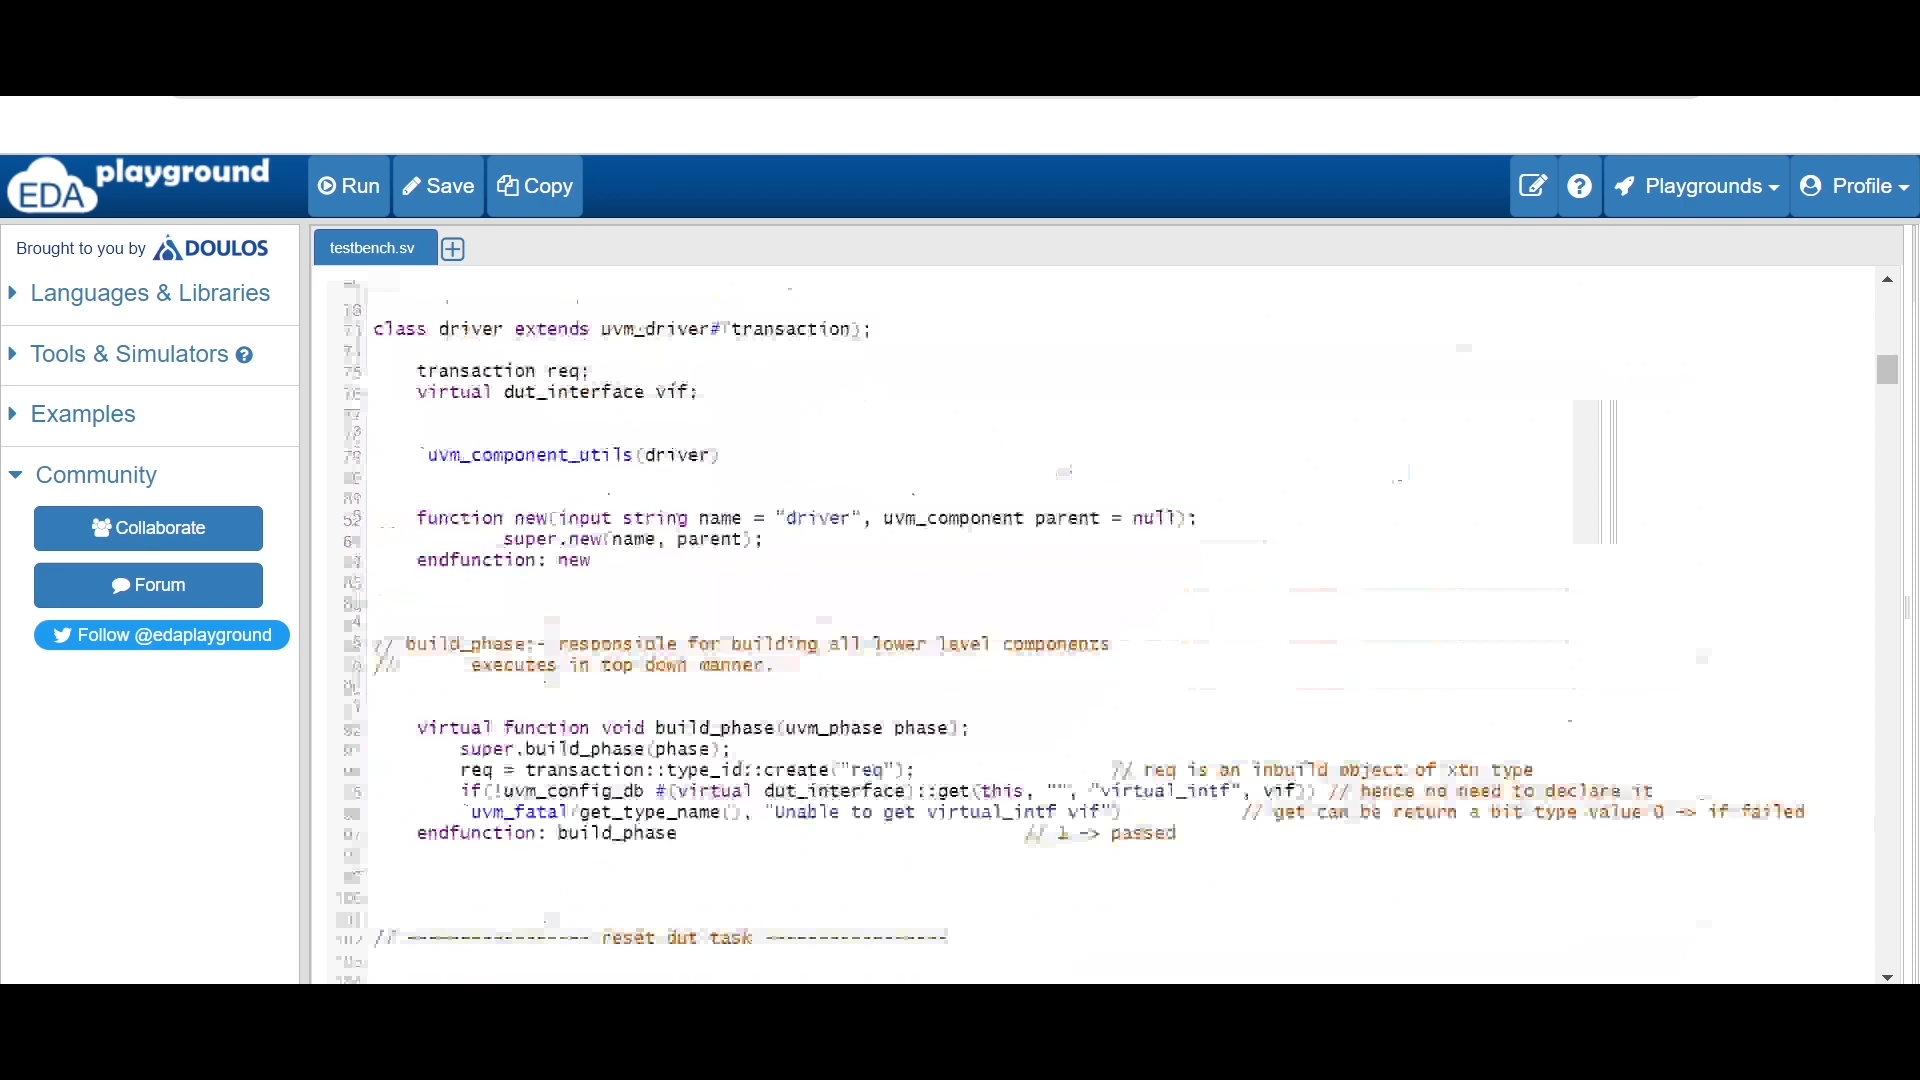 EDA playground
Run
Save
Copy
Playgrounds
Profile
Brought to you by DOULOS
testbench.sv
Languages & Libraries
Tools & Simulators
Examples
Community
Collaborate
Forum
Follow @edaplayground
class driver extends uvm_driver#(transaction);
transaction req;
virtual dut_interface vif;
`uvm_component_utils(driver)
function new(input string name = "driver", uvm_component parent = null);
super.new(name, parent);
endfunction: new
// build_phase:- responsible for building all lower level components
// executes in top down manner.
virtual function void build_phase(uvm_phase phase);
super.build_phase(phase);
req = transaction::type_id::create("req"); // req is an inbuild object of xtn type
if(!uvm_config_db #(virtual dut_interface)::get(this, "", "virtual_intf", vif)) // hence no need to declare it
`uvm_fatal(get_type_name(), "Unable to get virtual_intf vif") // get can be return a bit type value 0 -> if failed
endfunction: build_phase // 1 -> passed
// ----------------- reset dut task -----------------